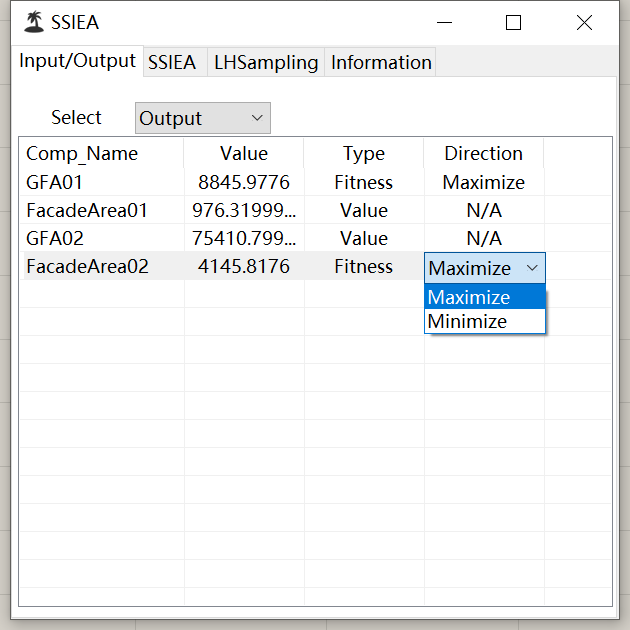 SSIEA
Input/Output SSIEA LHSampling Information
Select Output
Comp_Name Value Type Direction
GFA01 8845.9776 Fitness Maximize
FacadeArea01 976.31999... Value N/A
GFA02 75410.799... Value N/A
FacadeArea02 4145.8176 Fitness Maximize
Maximize
Minimize